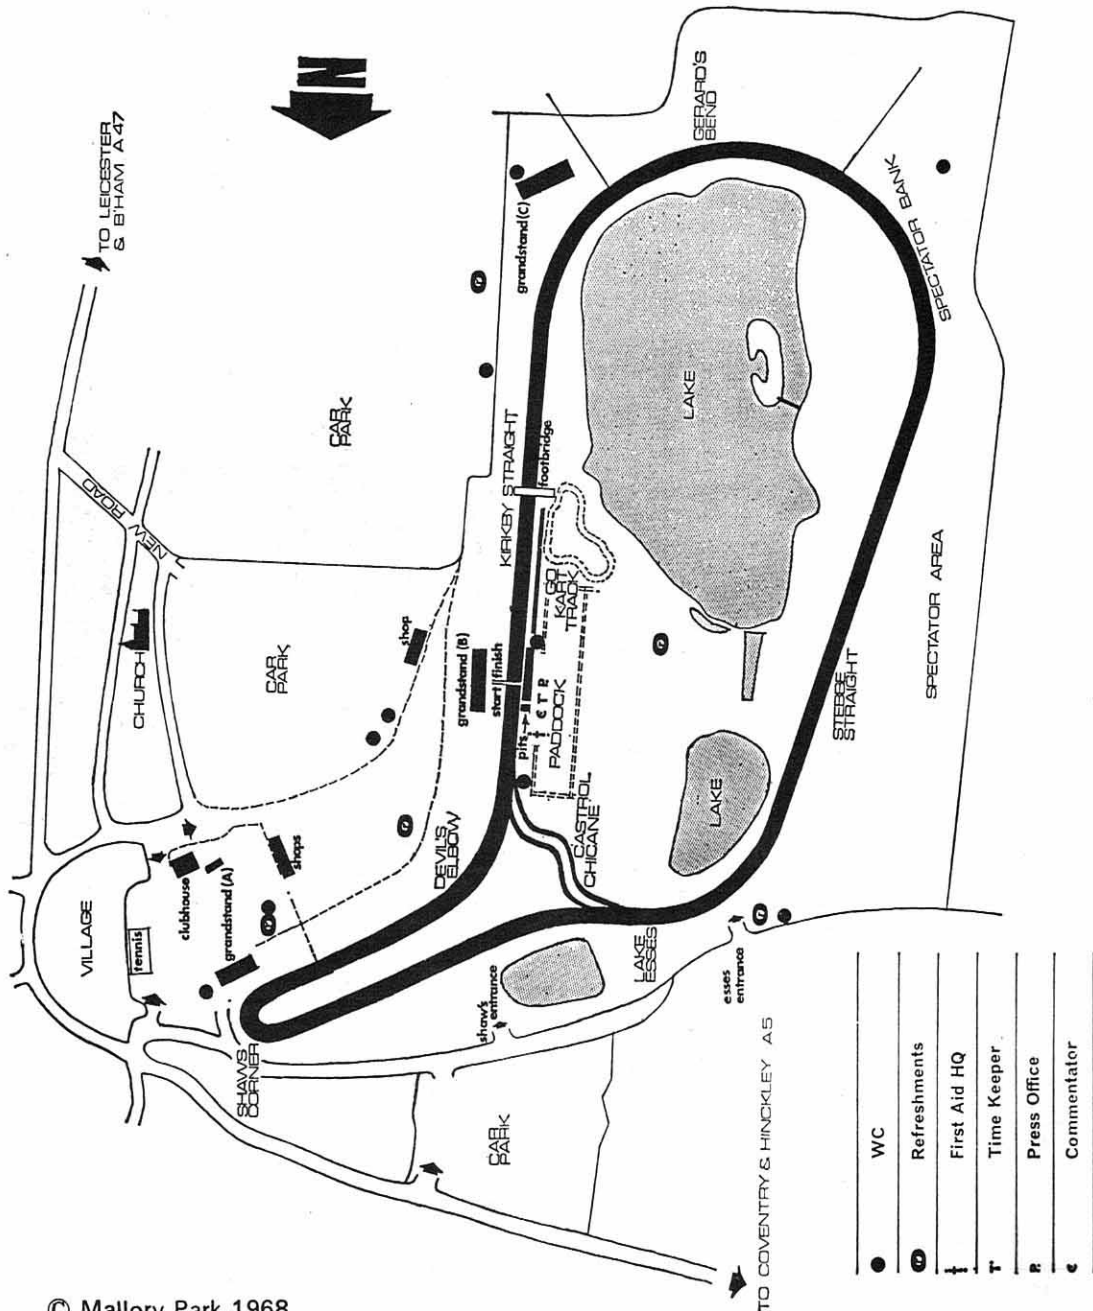 N
TO LEICESTER
& B'HAM A47
NEW ROAD
CHURCH
CAR
PARK
CAR
PARK
VILLAGE
tennis
clubhouse
grandstand (A)
shops
shop
SHAWS
CORNER
DEVIL'S
ELBOW
grandstand (B)
start finish
KIRKBY STRAIGHT
footbridge
grandstand (C)
GERARD'S
BEND
SPECTATOR BANK
pits
c T P.
PADDOCK
GO
KART
TRACK
CASTROL
CHICANE
LAKE
LAKE
STEBBE
STRAIGHT
SPECTATOR AREA
LAKE
ESSES
shaw's
entrance
esses
entrance
CAR
PARK
TO COVENTRY & HINCKLEY A5
WC
Refreshments
First Aid HQ
T Time Keeper
P. Press Office
c Commentator
© Mallory Park 1968